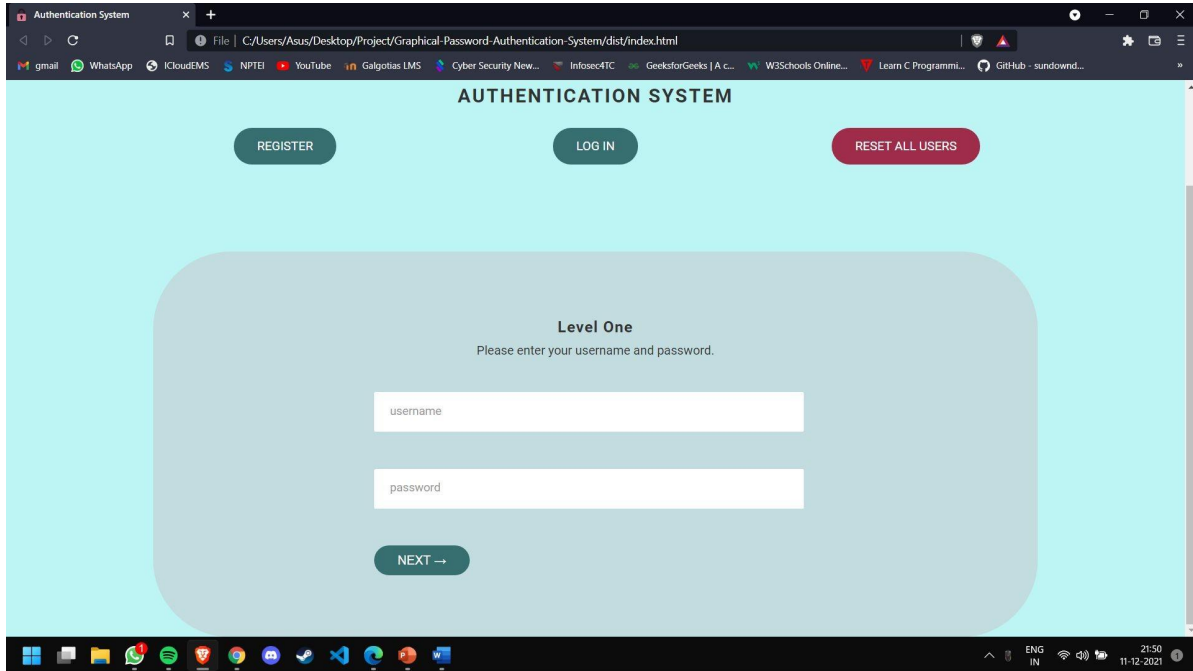 Authentication System
File | C:/Users/Asus/Desktop/Project/Graphical-Password-Authentication-System/dist/index.html
gmail WhatsApp ICloudEMS NPTEl YouTube Galgotias LMS Cyber Security New... Infosec4TC GeeksforGeeks | A c... W3Schools Online... Learn C Programmi... GitHub - sundownd... »
AUTHENTICATION SYSTEM
REGISTER LOG IN RESET ALL USERS
Level One
Please enter your username and password.
username
password
NEXT →
ENG 21:50
IN 11-12-2021